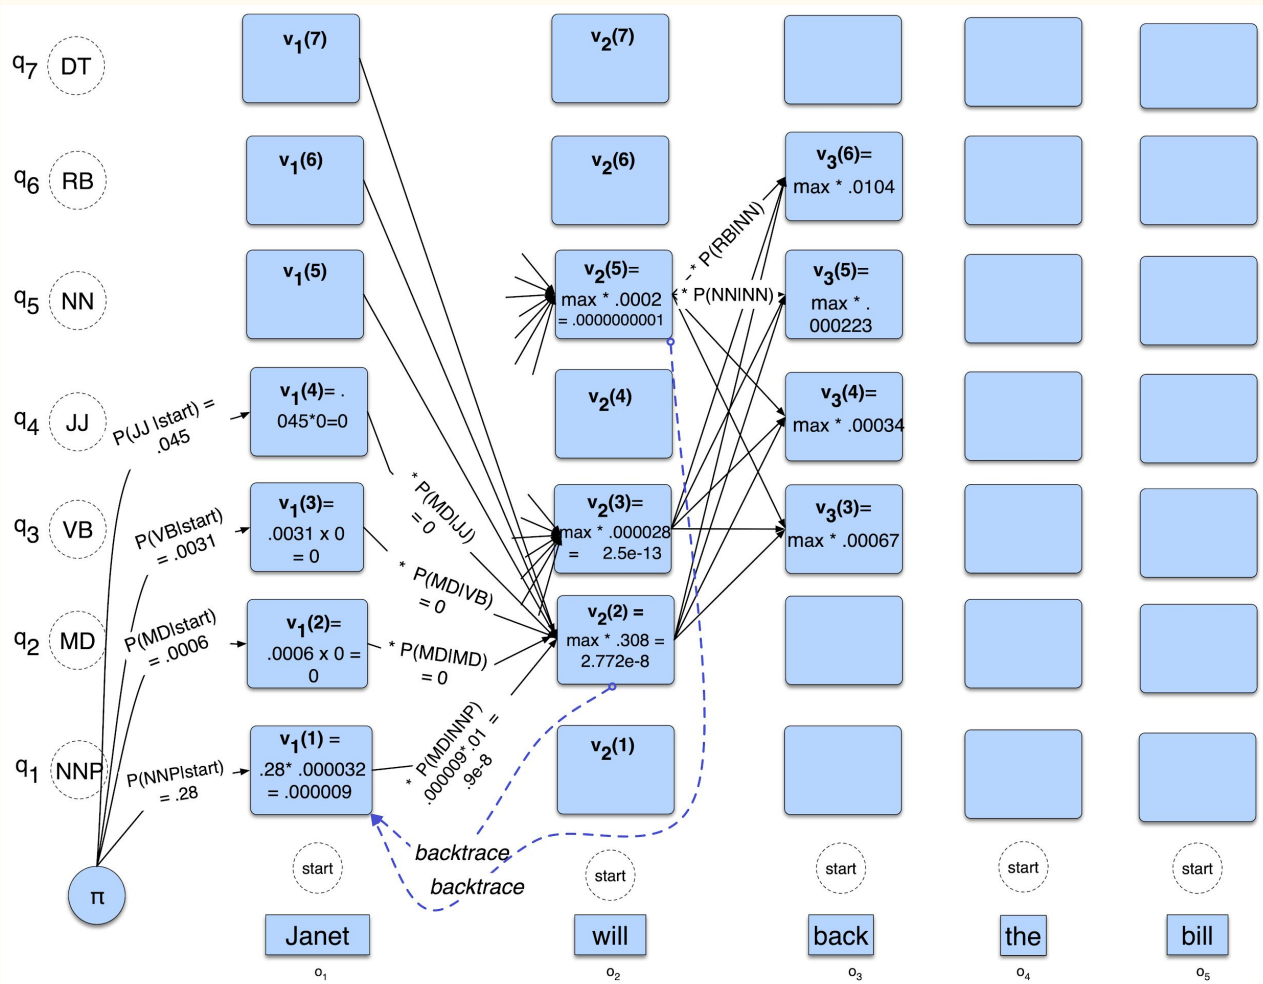 q7 DT
v1(7)
v2(7)
q6 RB
v1(6)
v2(6)
v3(6)=
max * .0104
* P(RB|NN)
q5 NN
v1(5)
v2(5)=
max * .0002
= .0000000001
* P(NN|NN)
v3(5)=
max * .
000223
q4 JJ
P(JJ |start) =
.045
v1(4)= .
045*0=0
v2(4)
v3(4)=
max * .00034
* P(MD|JJ)
= 0
q3 VB
P(VB|start)
= .0031
v1(3)=
.0031 x 0
= 0
* P(MD|VB)
= 0
v2(3)=
max * .000028
= 2.5e-13
v3(3)=
max * .00067
q2 MD
P(MD|start)
= .0006
v1(2)=
.0006 x 0 =
0
* P(MD|MD)
= 0
v2(2) =
max * .308 =
2.772e-8
q1 NNP
P(NNP|start)
= .28
v1(1) =
.28* .000032
= .000009
* P(MD|NNP)
.000009*.01 =
.9e-8
v2(1)
backtrace
backtrace
π
start
start
start
start
start
Janet
will
back
the
bill
o1
o2
o3
o4
o5